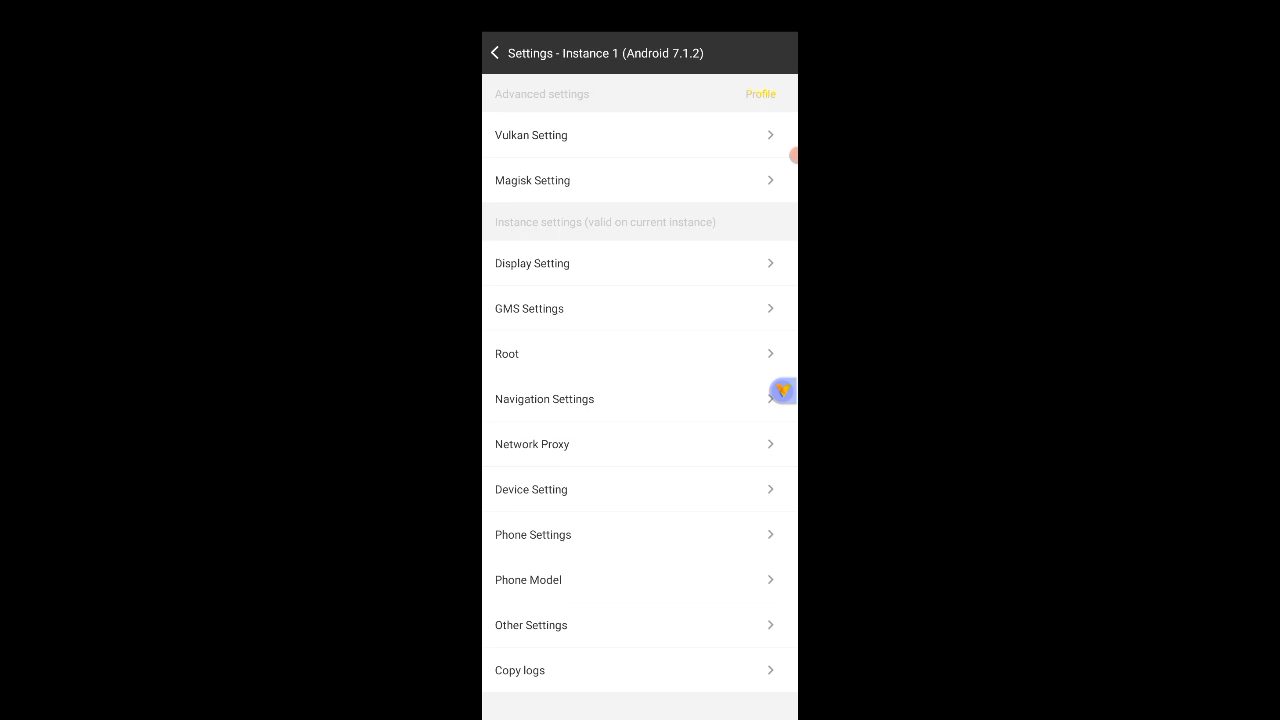 Settings - Instance 1 (Android 7.1.2)
Advanced settings
Profile
Vulkan Setting
Magisk Setting
Instance settings (valid on current instance)
Display Setting
GMS Settings
Root
Navigation Settings
Network Proxy
Device Setting
Phone Settings
Phone Model
Other Settings
Copy logs